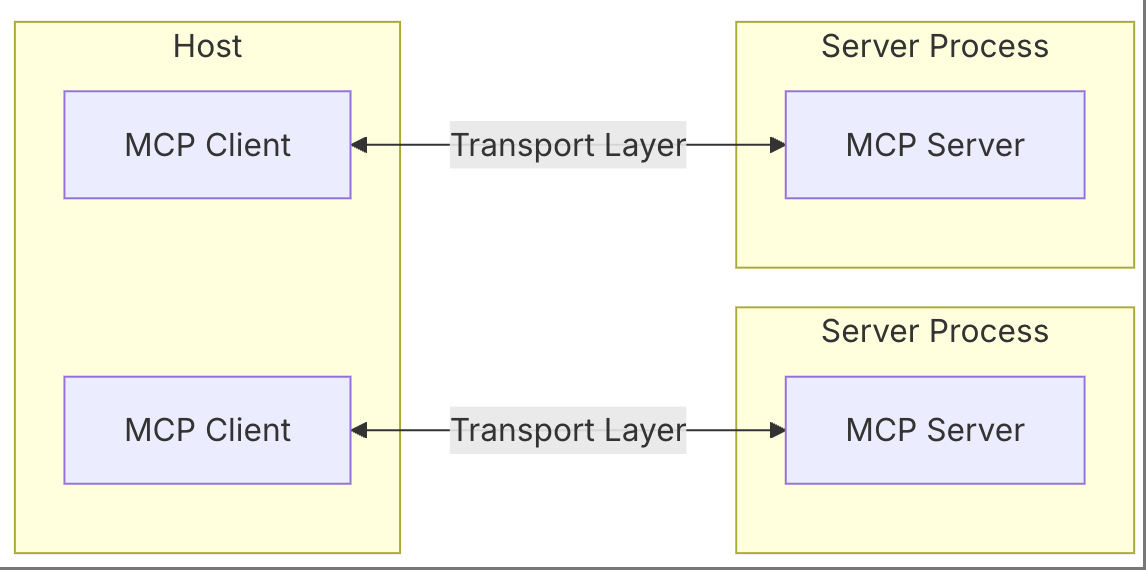 Host
MCP Client
Transport Layer
Server Process
MCP Server
MCP Client
Transport Layer
Server Process
MCP Server